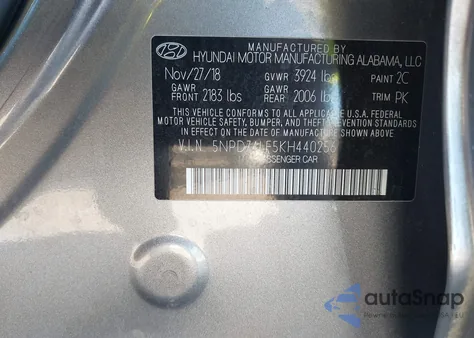 MANUFACTURED BY
HYUNDAI MOTOR MANUFACTURING ALABAMA, LLC
Nov/27/18 GVWR 3924 lbs PAINT 2C
GAWR FRONT 2183 lbs GAWR REAR 2006 lbs TRIM PK
THIS VEHICLE CONFORMS TO ALL APPLICABLE U.S.A. FEDERAL
MOTOR VEHICLE SAFETY, BUMPER, AND THEFT PREVENTION
STANDARDS IN EFFECT ON THE DATE OF MANUFACTURE SHOWN ABOVE.
V.I.N. 
PASSENGER CAR
autoSnap